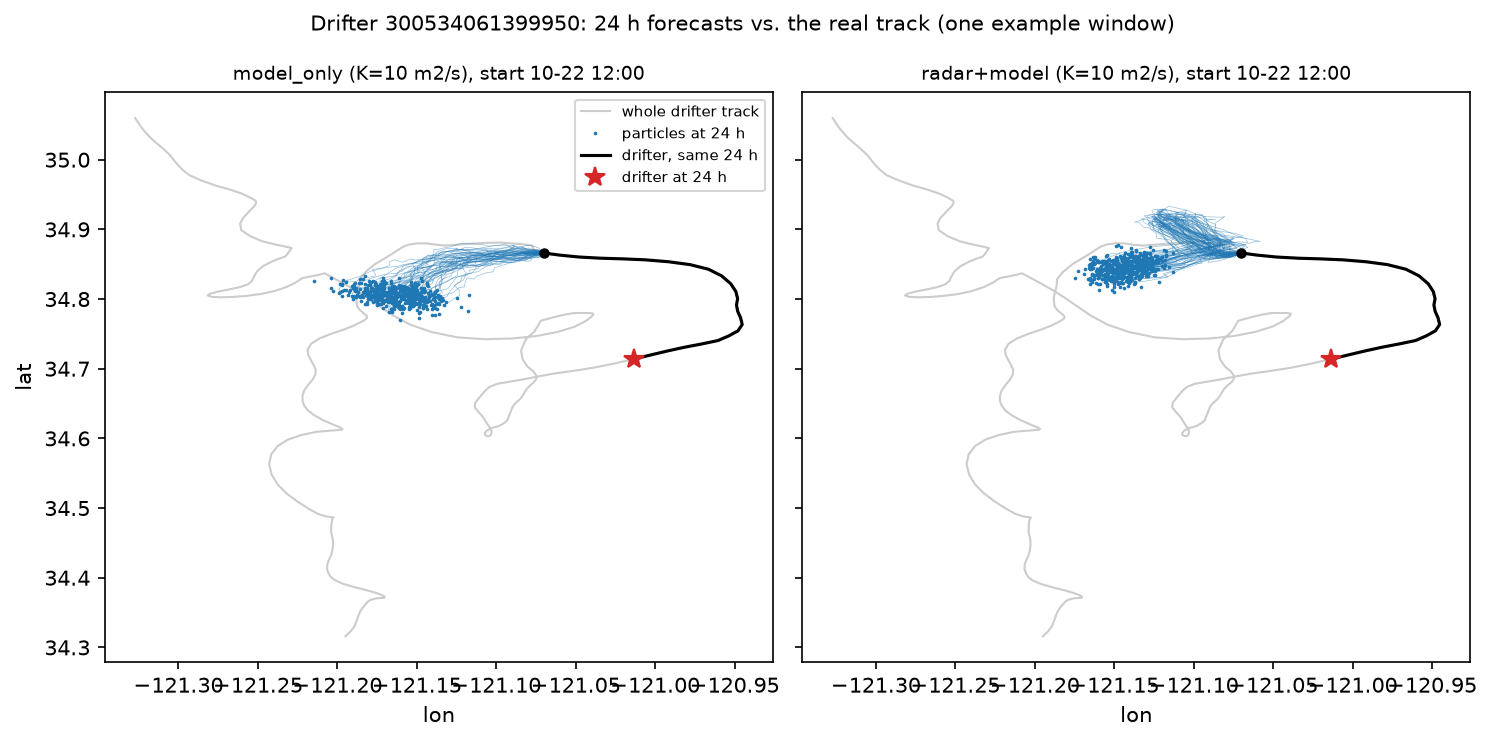 Drifter 300534061399950: 24 h forecasts vs. the real track (one example window)
model_only (K=10 m2/s), start 10-22 12:00
radar+model (K=10 m2/s), start 10-22 12:00
whole drifter track
particles at 24 h
drifter, same 24 h
drifter at 24 h
35.0
34.9
34.8
34.7
34.6
34.5
34.4
34.3
lat
−121.30 −121.25 −121.20 −121.15 −121.10 −121.05 −121.00 −120.95
−121.30 −121.25 −121.20 −121.15 −121.10 −121.05 −121.00 −120.95
lon
lon